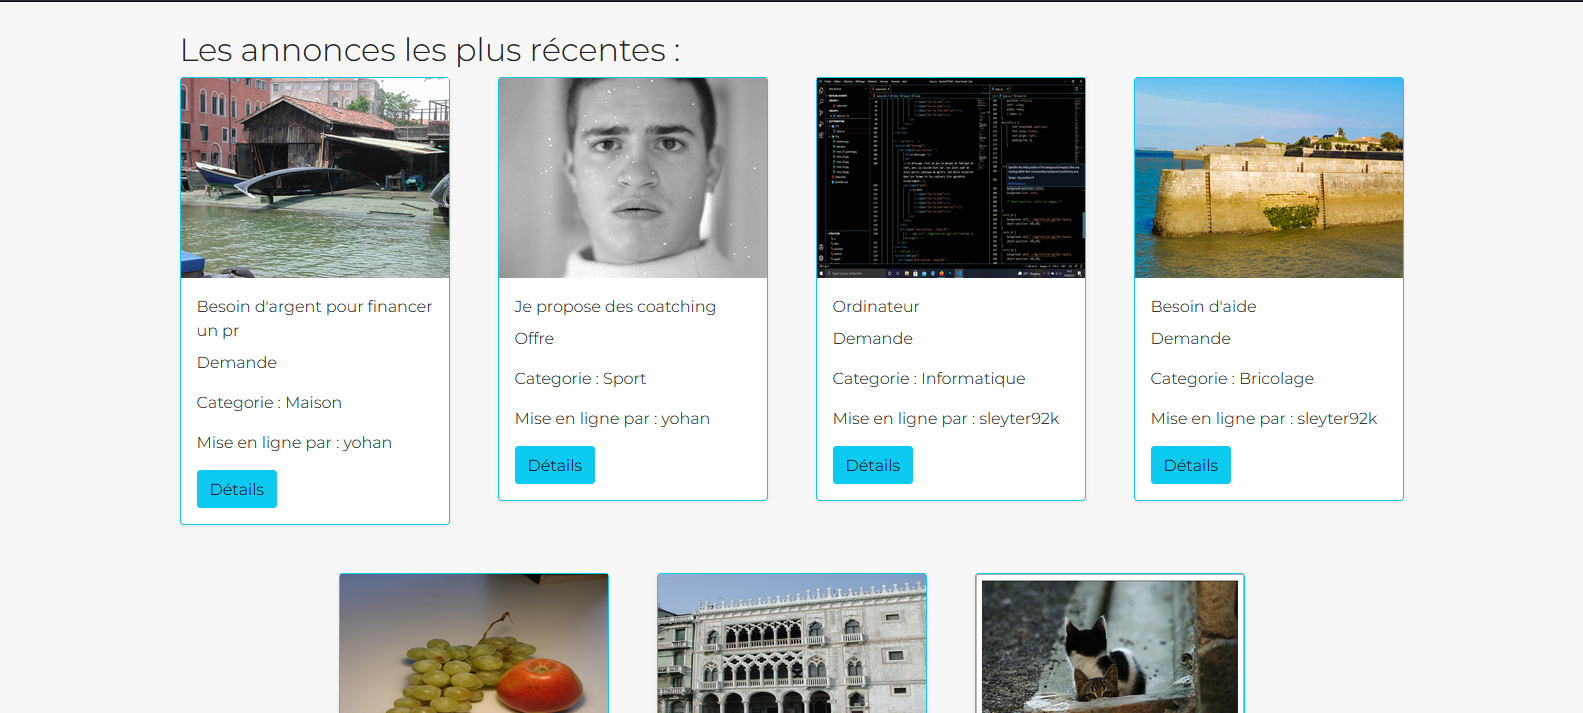 Les annonces les plus récentes :
Besoin d'argent pour financer
un pr
Demande
Categorie : Maison
Mise en ligne par : yohan
Détails
Je propose des coatching
Offre
Categorie : Sport
Mise en ligne par : yohan
Détails
Ordinateur
Demande
Categorie : Informatique
Mise en ligne par : sleyter92k
Détails
Besoin d'aide
Demande
Categorie : Bricolage
Mise en ligne par : sleyter92k
Détails